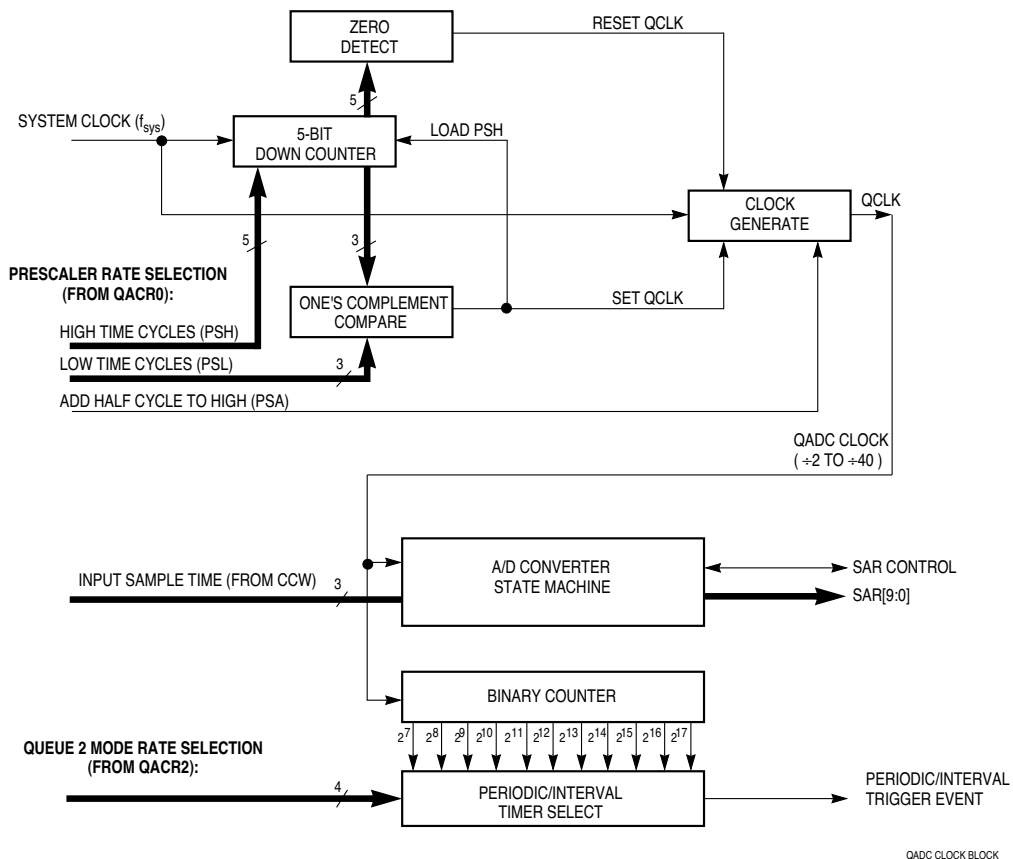 ZERO
DETECT
RESET QCLK
5
SYSTEM CLOCK (fsys)
5-BIT
DOWN COUNTER
LOAD PSH
CLOCK
GENERATE
QCLK
5
3
PRESCALER RATE SELECTION
(FROM QACR0):
ONE'S COMPLEMENT
COMPARE
SET QCLK
HIGH TIME CYCLES (PSH)
LOW TIME CYCLES (PSL)
3
ADD HALF CYCLE TO HIGH (PSA)
QADC CLOCK
( ÷2 TO ÷40 )
INPUT SAMPLE TIME (FROM CCW)
3
A/D CONVERTER
STATE MACHINE
SAR CONTROL
SAR[9:0]
BINARY COUNTER
2^7 2^8 2^9 2^10 2^11 2^12 2^13 2^14 2^15 2^16 2^17
QUEUE 2 MODE RATE SELECTION
(FROM QACR2):
4
PERIODIC/INTERVAL
TIMER SELECT
PERIODIC/INTERVAL
TRIGGER EVENT
QADC CLOCK BLOCK